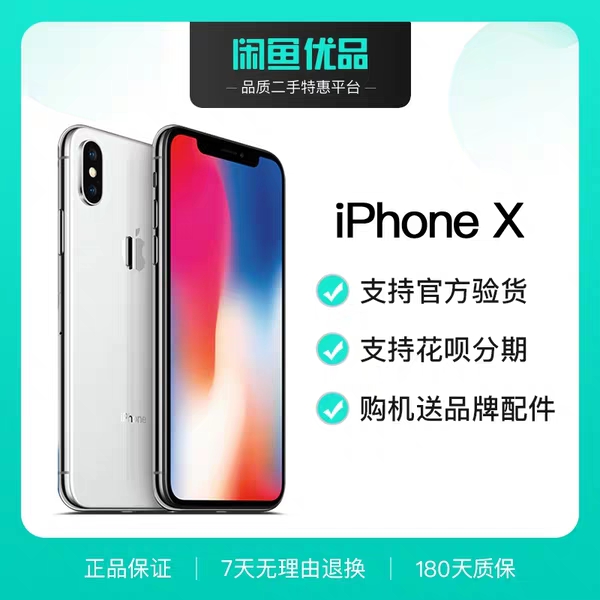 闲鱼优品
品质二手特惠平台
iPhone X
支持官方验货
支持花呗分期
购机送品牌配件
iPhone
正品保证 | 7天无理由退换 | 180天质保